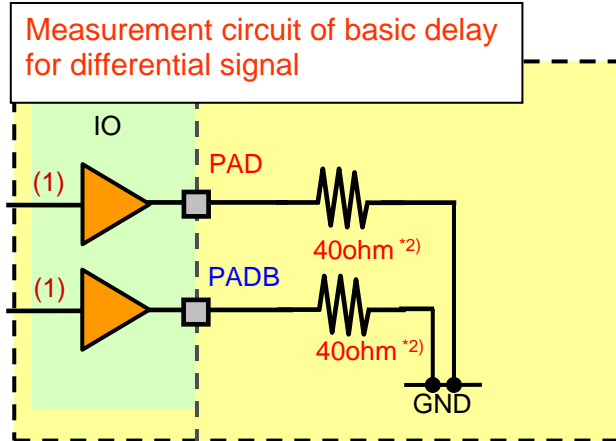 Measurement circuit of basic delay
for differential signal
IO
(1)
PAD
40ohm *2)
(1)
PADB
40ohm *2)
GND